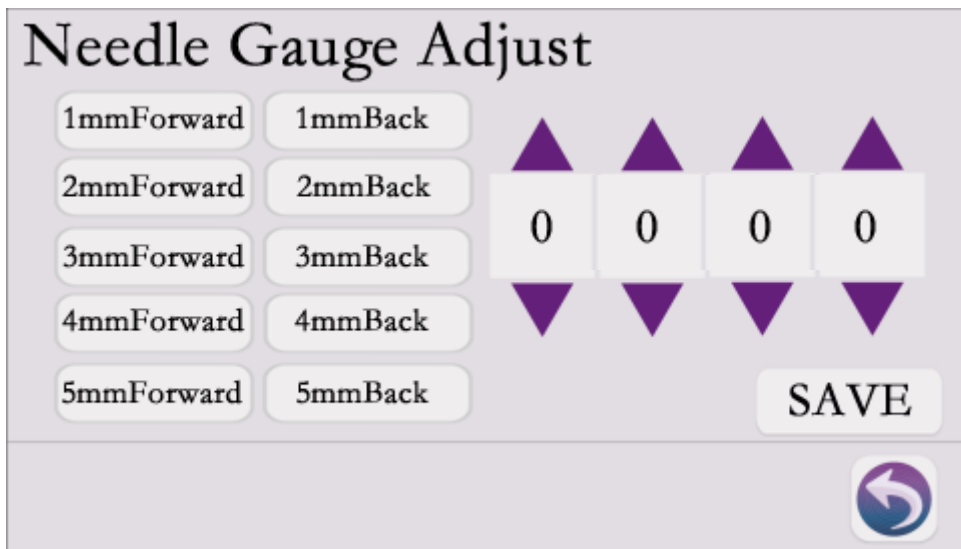 Needle Gauge Adjust
1mmForward 1mmBack
2mmForward 2mmBack
3mmForward 3mmBack
4mmForward 4mmBack
5mmForward 5mmBack
0 0 0 0
SAVE